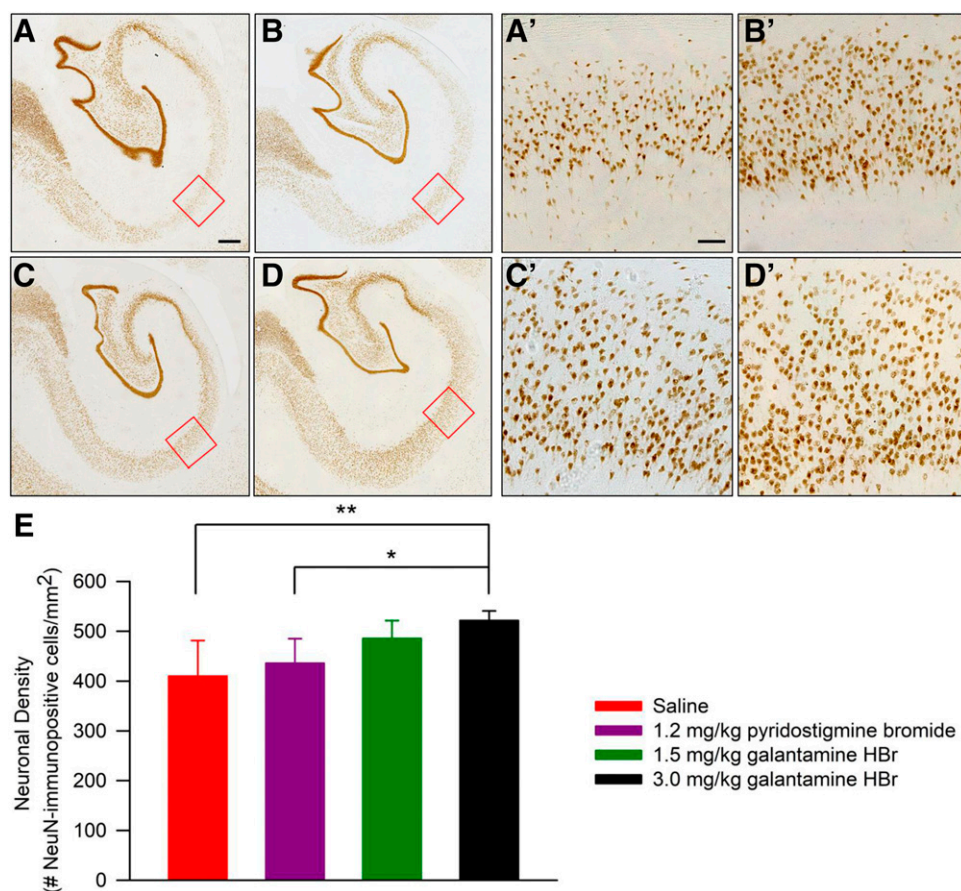 A
B
A’
B’
C
D
C’
D’
E
**
*
600
500
400
300
200
100
0
Neuronal Density
(# NeuN-immunopositive cells/mm2)
Saline
1.2 mg/kg pyridostigmine bromide
1.5 mg/kg galantamine HBr
3.0 mg/kg galantamine HBr